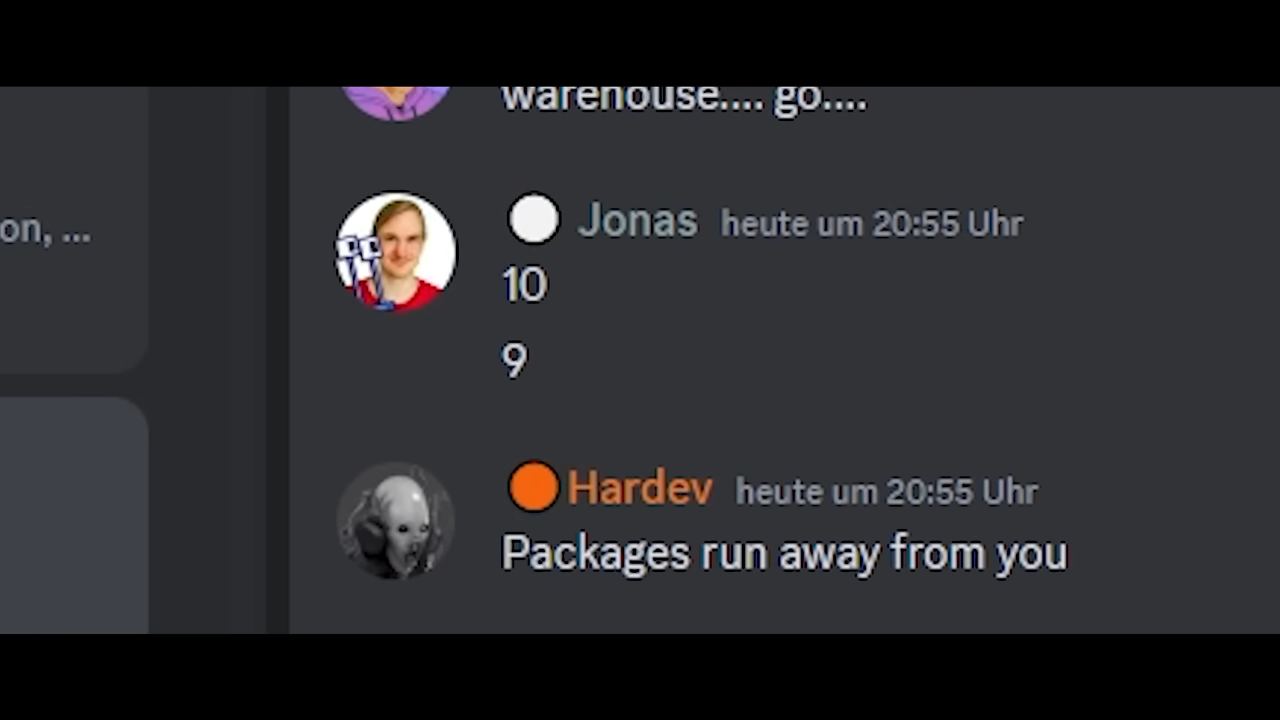 warehouse.... go....
on, ...
Jonas heute um 20:55 Uhr
10
9
Hardev heute um 20:55 Uhr
Packages run away from you